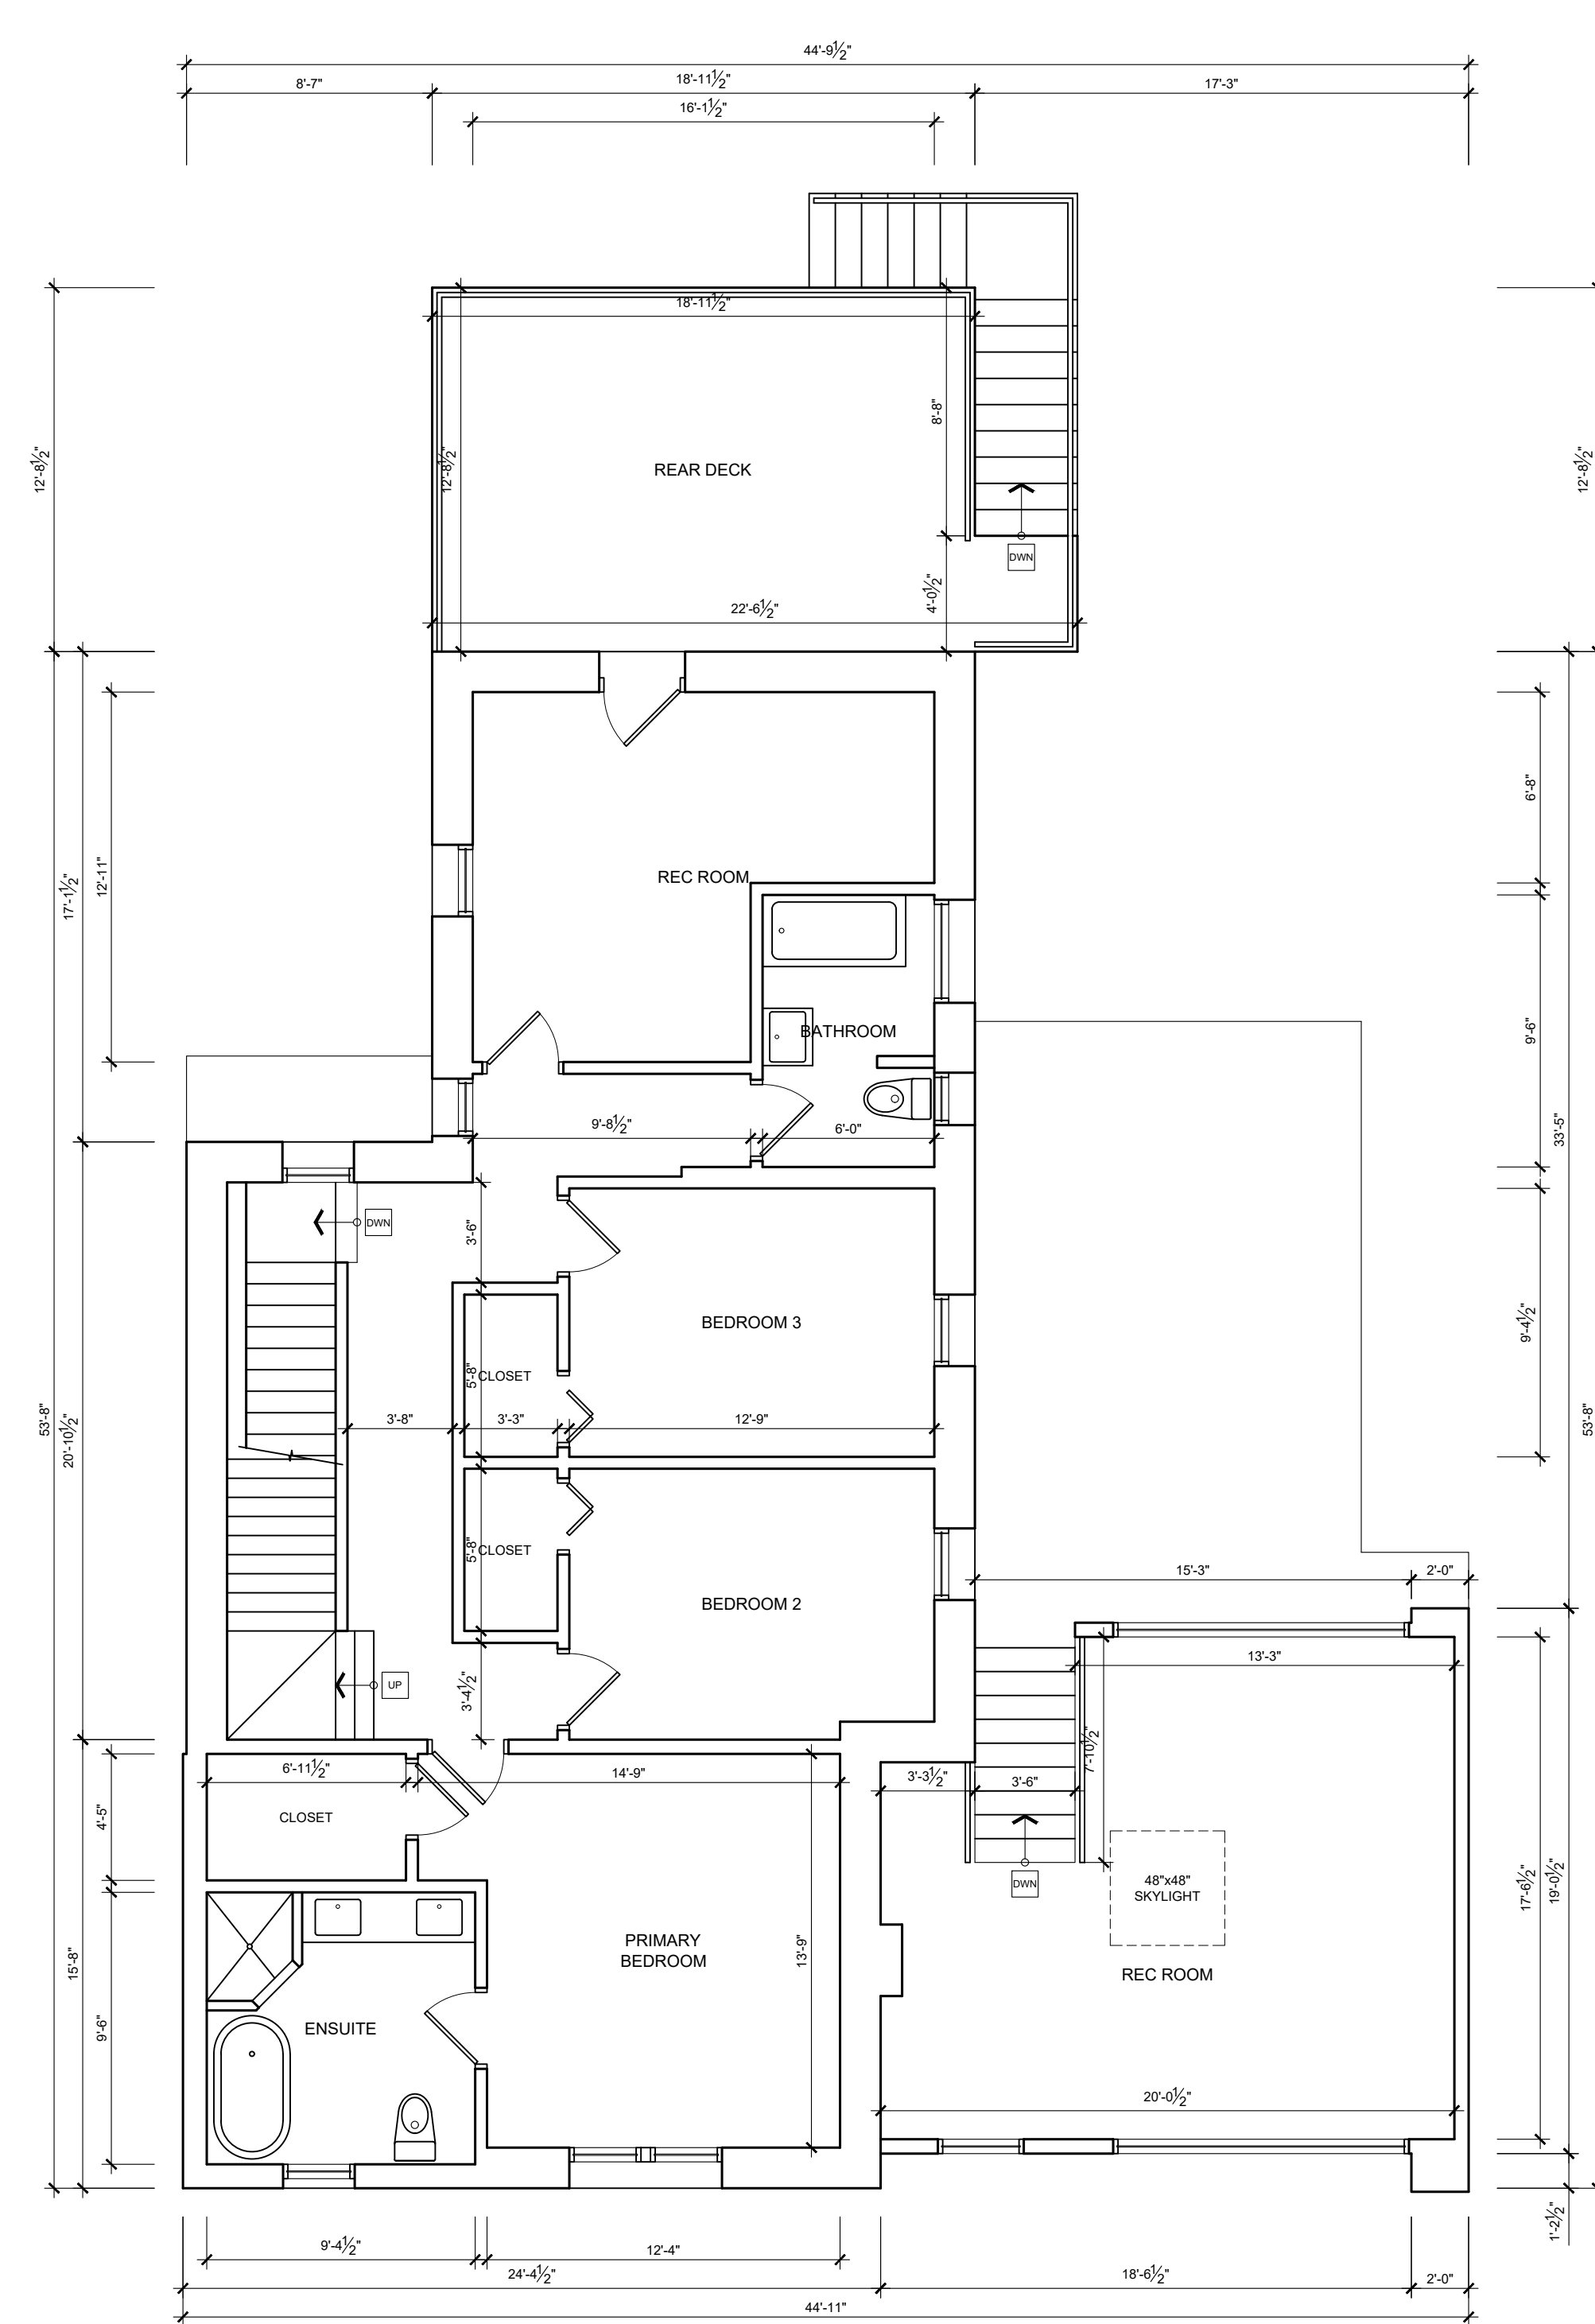 44'-9½"
8'-7"
18'-11½"
17'-3"
16'-1½"
18'-11½"
12'-8½"
12'-8½"
8'-8"
REAR DECK
12'-8½"
DWN
4'-0½"
22'-6½"
6'-8"
17'-1½"
12'-11"
REC ROOM
9'-6"
BATHROOM
33'-5"
9'-8½"
6'-0"
DWN
3'-6"
BEDROOM 3
9'-4½"
5'-8"
CLOSET
53'-8"
20'-10½"
3'-8"
3'-3"
12'-9"
53'-8"
5'-8"
CLOSET
BEDROOM 2
15'-3"
2'-0"
13'-3"
UP
3'-4½"
7'-10½"
6'-11½"
14'-9"
3'-3½"
3'-6"
4'-5"
CLOSET
DWN
48"x48"
SKYLIGHT
17'-6½"
19'-0½"
PRIMARY
BEDROOM
13'-9"
15'-8"
REC ROOM
9'-6"
ENSUITE
20'-0½"
1'-2½"
9'-4½"
12'-4"
24'-4½"
18'-6½"
2'-0"
44'-11"